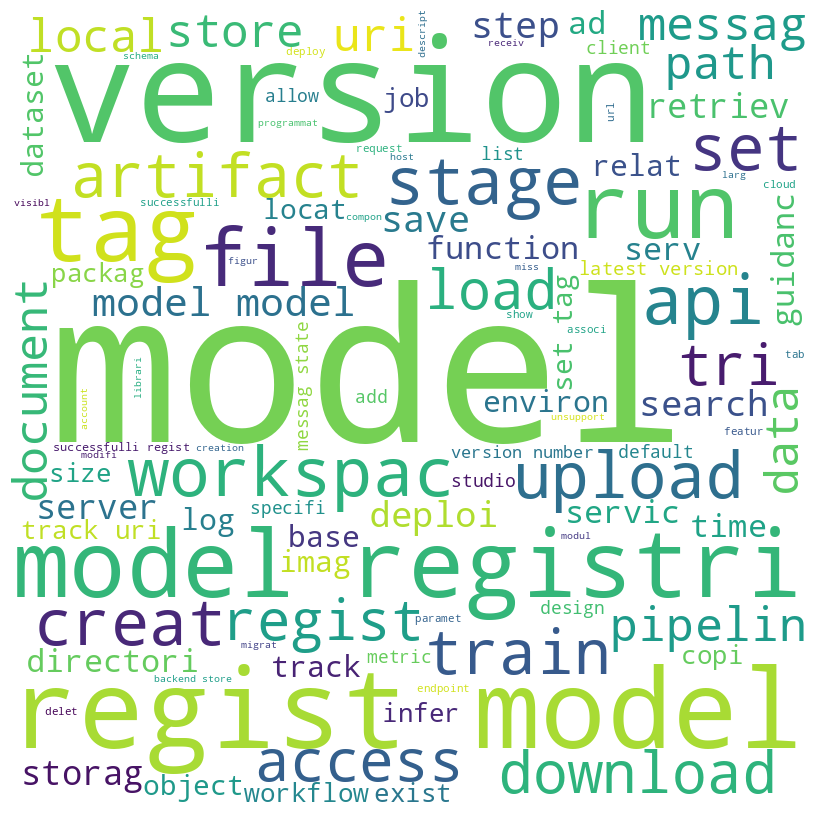 local
store
uri
step
ad
messag
descript
receiv
schema
deploy
client
version
path
dataset
allow
job
url
retriev
programmat
set
request
host
list
relat
larg
artifact
stage
run
cloud
visibl
successfulli
locat
compon
save
tag
file
function
serv
guidanc
packag
figur
miss
latest version
model model
load
set tag
api
document
model
messag state
show
associ
tri
tab
librari
add
account
environ
search
data
unsupport
featur
successfulli regist
creation
modifi
version number
default
size
workspac
studio
upload
server
log
specifi
deploi
servic
time
track uri
base
imag
modul
model registri
creat
regist
paramet
design
pipelin
migrat
train
directori
track
metric
copi
backend store
endpoint
regist model
delet
infer
storag
access
download
object
workflow
exist